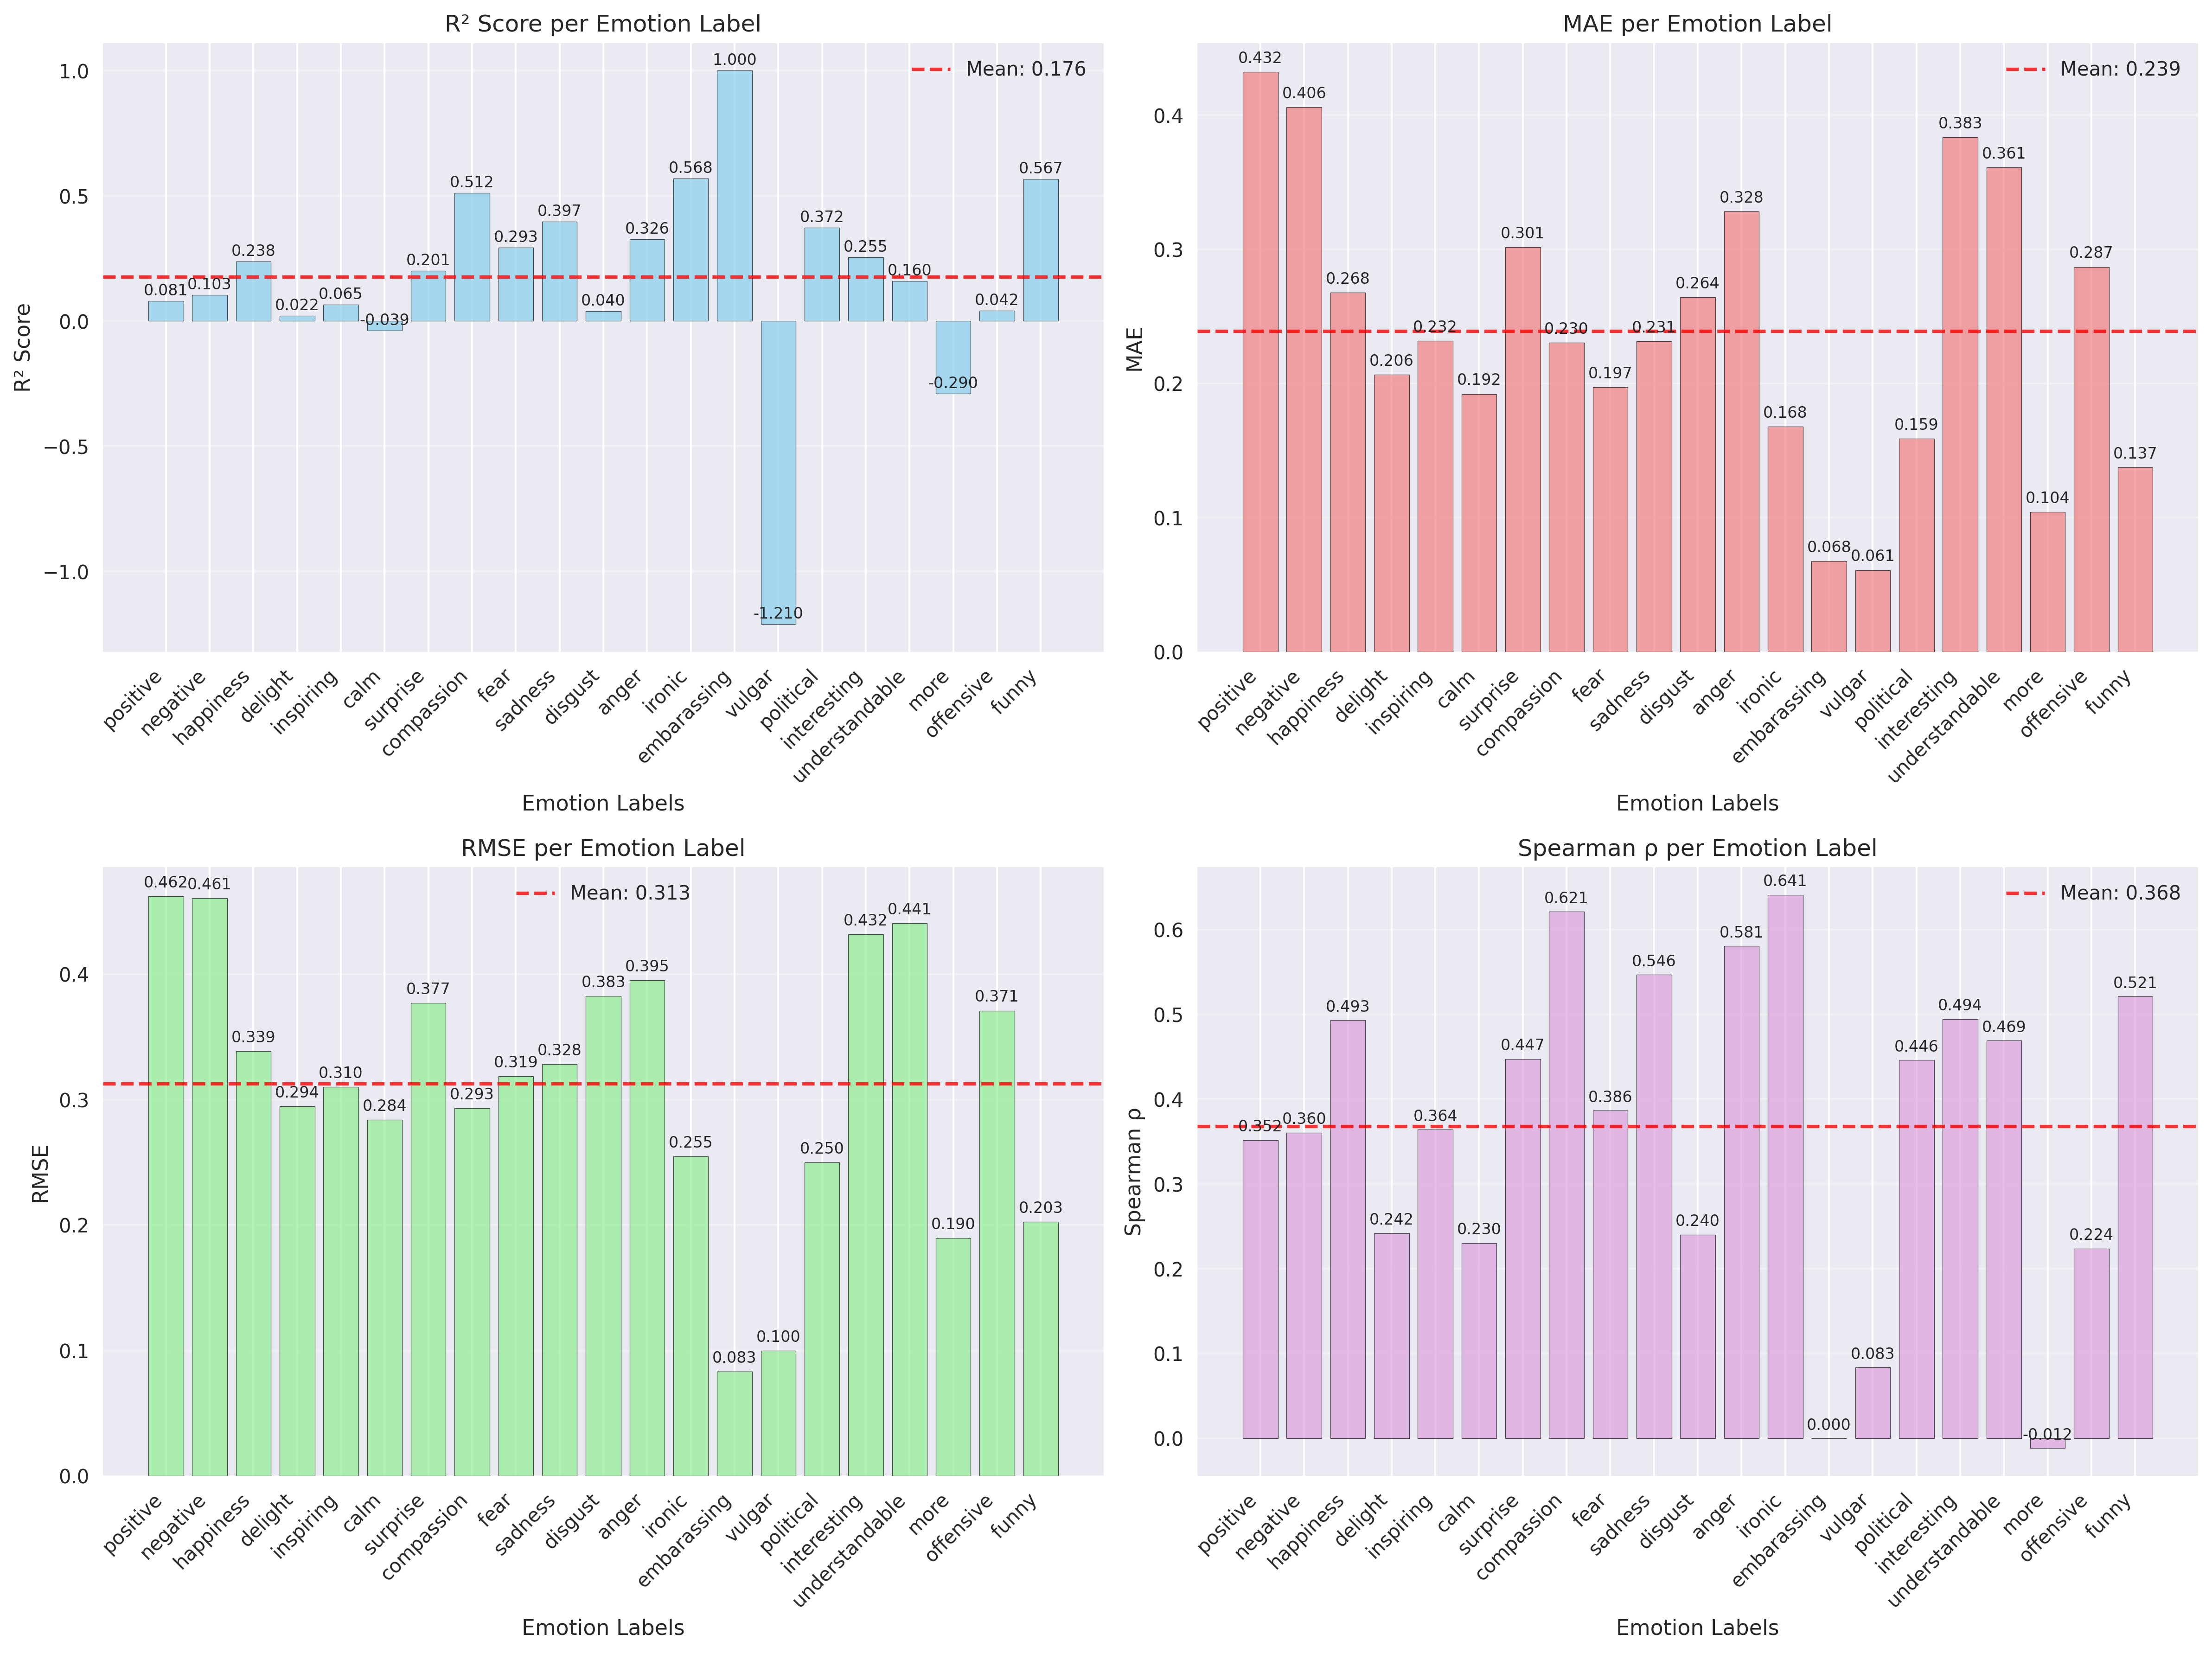 R² Score per Emotion Label
Mean: 0.176
R² Score
1.0
0.5
0.0
−0.5
−1.0
0.081
0.103
0.238
0.022
0.065
-0.039
0.201
0.512
0.293
0.397
0.040
0.326
0.568
1.000
-1.210
0.372
0.255
0.160
-0.290
0.042
0.567
positive
negative
happiness
delight
inspiring
calm
surprise
compassion
fear
sadness
disgust
anger
ironic
embarassing
vulgar
political
interesting
understandable
more
offensive
funny
Emotion Labels
MAE per Emotion Label
Mean: 0.239
MAE
0.4
0.3
0.2
0.1
0.0
0.432
0.406
0.268
0.206
0.232
0.192
0.301
0.230
0.197
0.231
0.264
0.328
0.168
0.068
0.061
0.159
0.383
0.361
0.104
0.287
0.137
positive
negative
happiness
delight
inspiring
calm
surprise
compassion
fear
sadness
disgust
anger
ironic
embarassing
vulgar
political
interesting
understandable
more
offensive
funny
Emotion Labels
RMSE per Emotion Label
Mean: 0.313
RMSE
0.4
0.3
0.2
0.1
0.0
0.462
0.461
0.339
0.294
0.310
0.284
0.377
0.293
0.319
0.328
0.383
0.395
0.255
0.083
0.100
0.250
0.432
0.441
0.190
0.371
0.203
positive
negative
happiness
delight
inspiring
calm
surprise
compassion
fear
sadness
disgust
anger
ironic
embarassing
vulgar
political
interesting
understandable
more
offensive
funny
Emotion Labels
Spearman ρ per Emotion Label
Mean: 0.368
Spearman ρ
0.6
0.5
0.4
0.3
0.2
0.1
0.0
0.352
0.360
0.493
0.242
0.364
0.230
0.447
0.621
0.386
0.546
0.240
0.581
0.641
0.000
0.083
0.446
0.494
0.469
-0.012
0.224
0.521
positive
negative
happiness
delight
inspiring
calm
surprise
compassion
fear
sadness
disgust
anger
ironic
embarassing
vulgar
political
interesting
understandable
more
offensive
funny
Emotion Labels